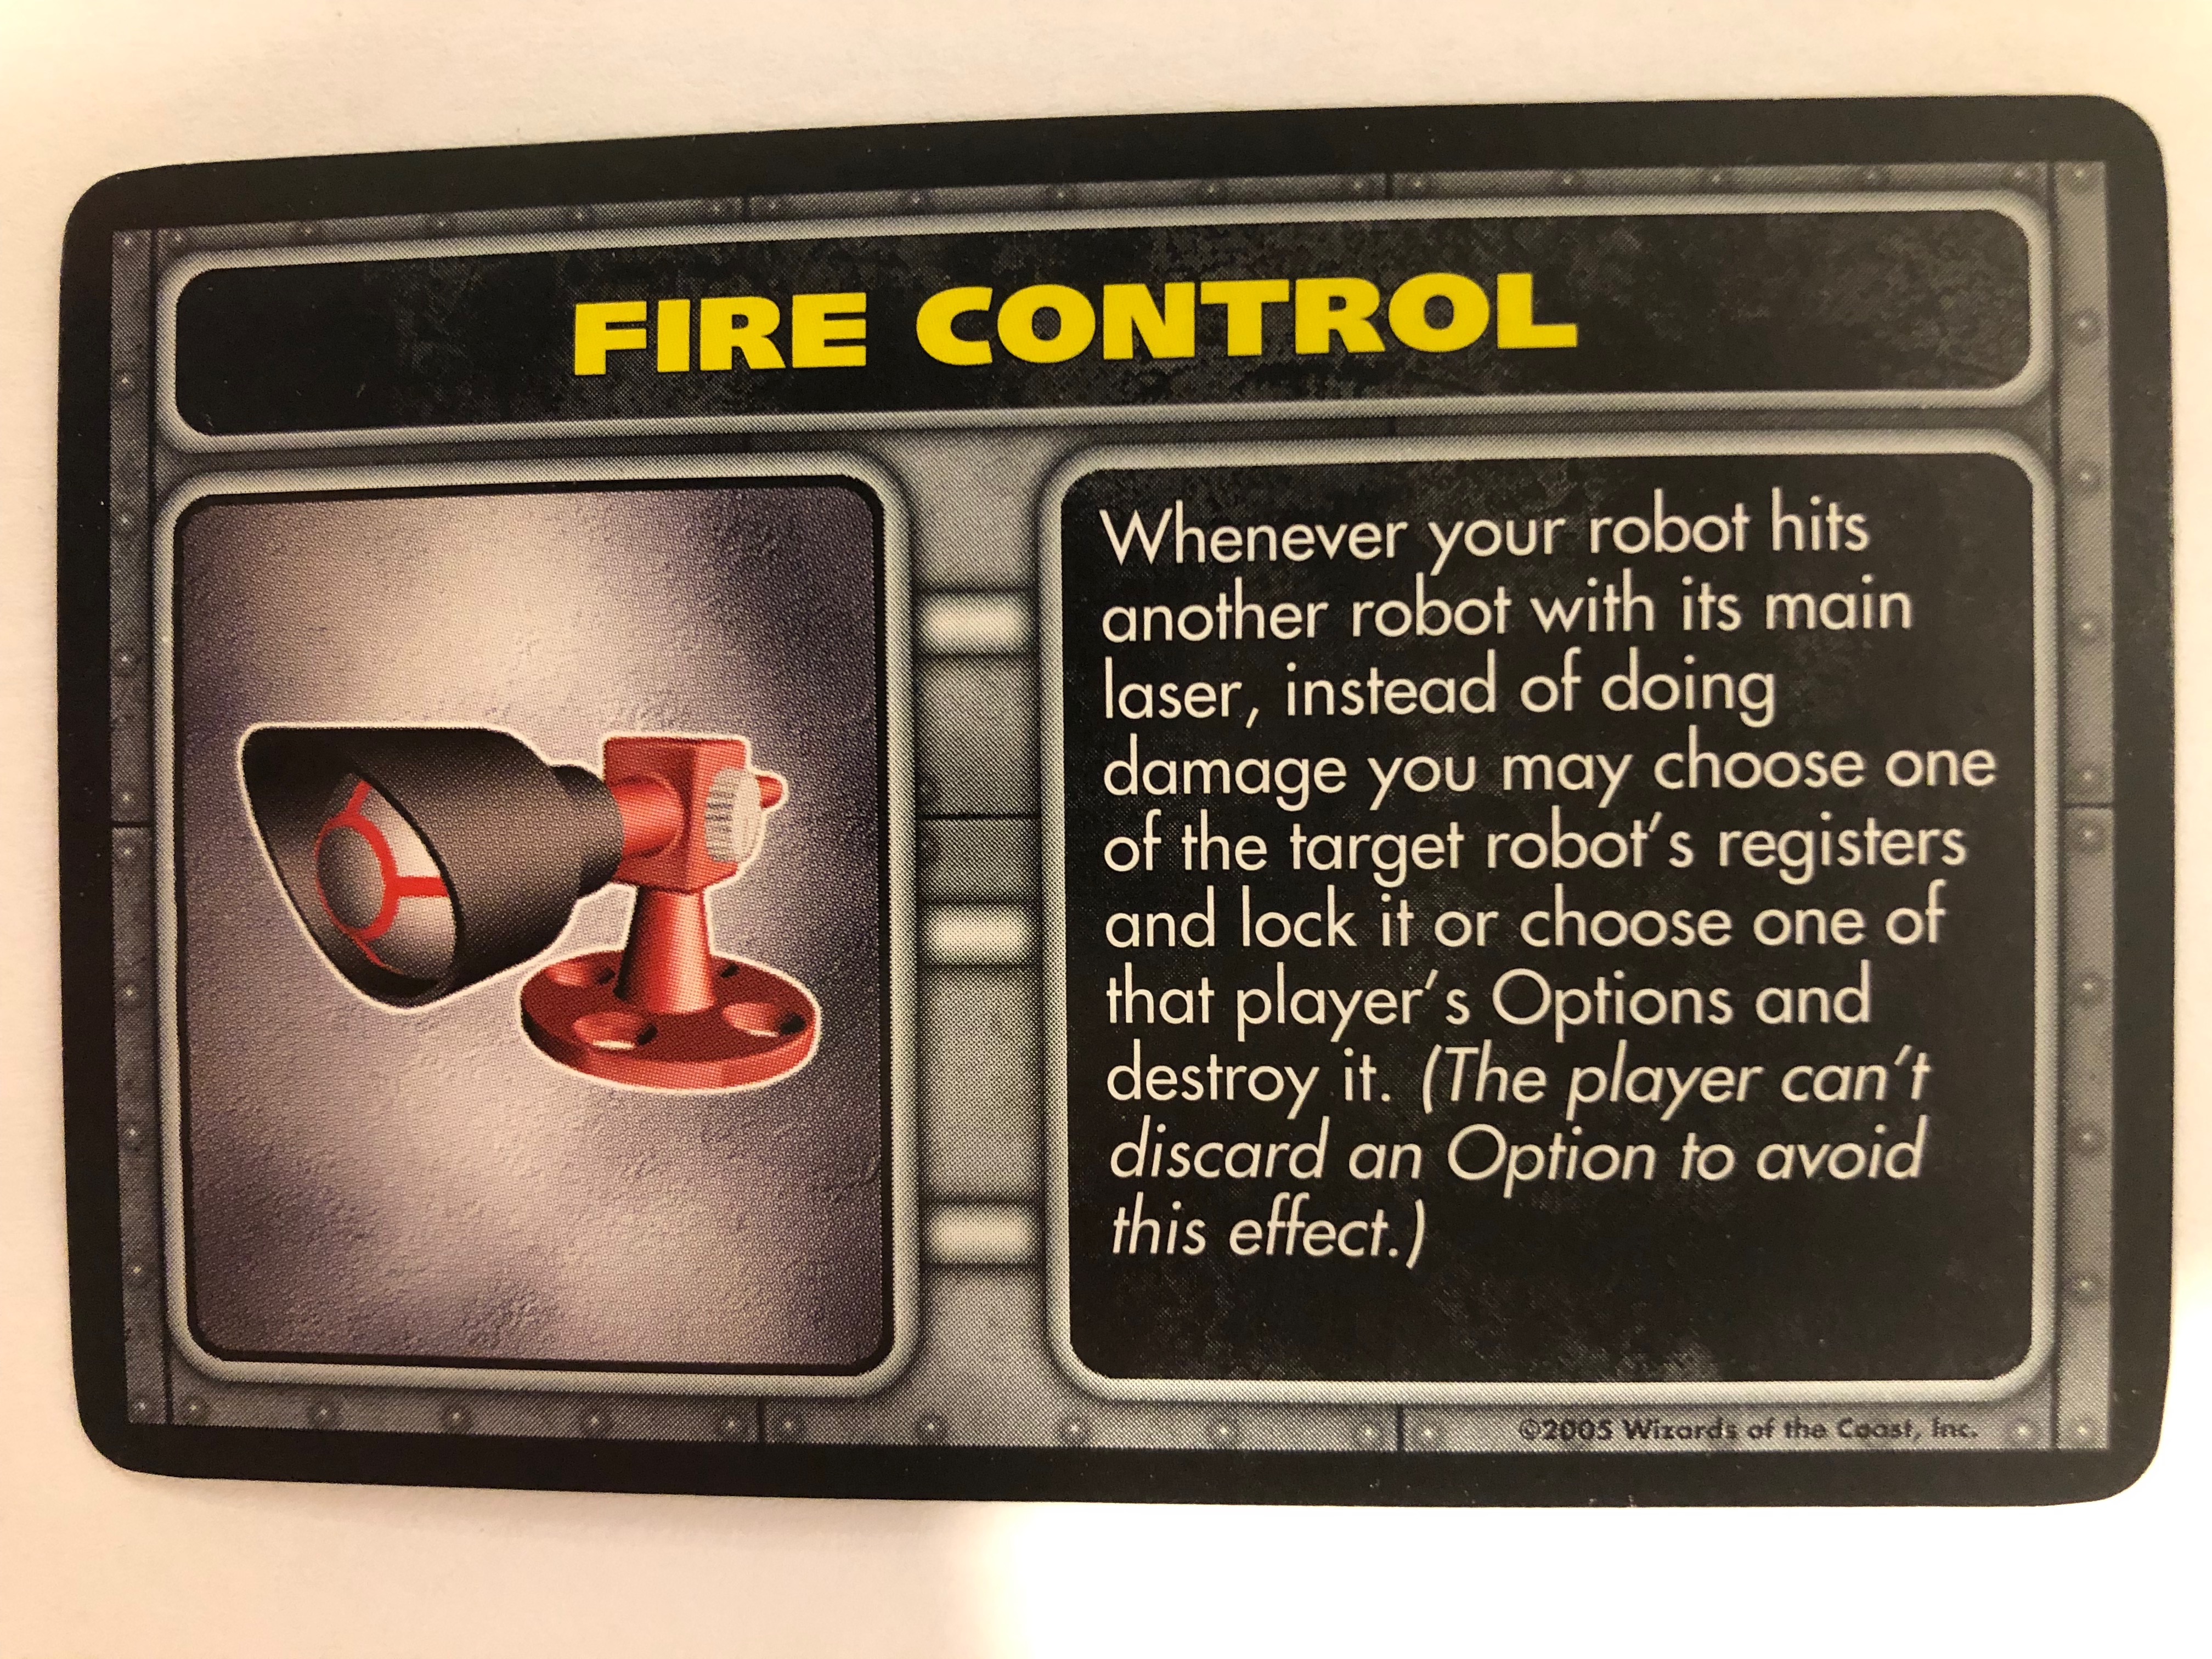 FIRE CONTROL
Whenever your robot hits
another robot with its main
laser, instead of doing
damage you may choose one
of the target robot's registers
and lock it or choose one of
that player's Options and
destroy it. (The player can't
discard an Option to avoid
this effect.)
©2005 Wizards of the Coast, Inc.